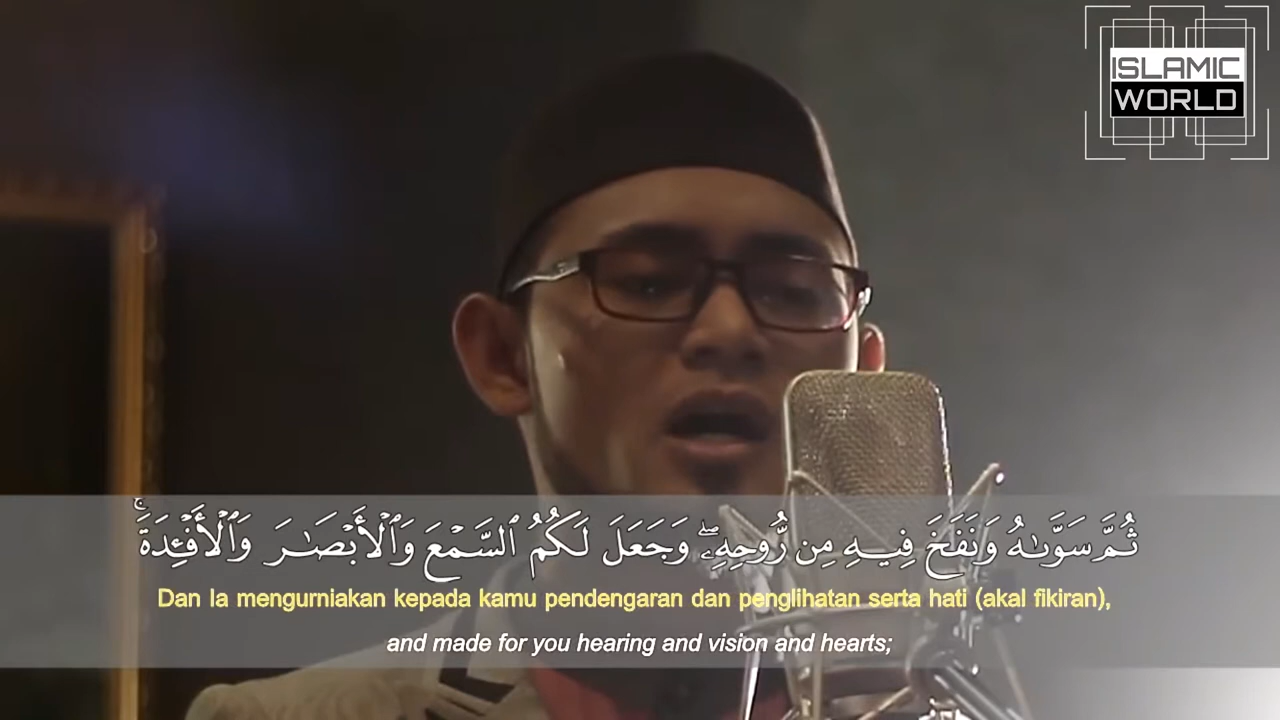 ISLAMIC
WORLD
ثُمَّ سَوَّىٰهُ وَنَفَخَ فِيهِ مِن رُّوحِهِۦۖ وَجَعَلَ لَكُمُ ٱلسَّمْعَ وَٱلْأَبْصَـٰرَ وَٱلْأَفْـِٔدَةَۚ
Dan Ia mengurniakan kepada kamu pendengaran dan penglihatan serta hati (akal fikiran),
and made for you hearing and vision and hearts;